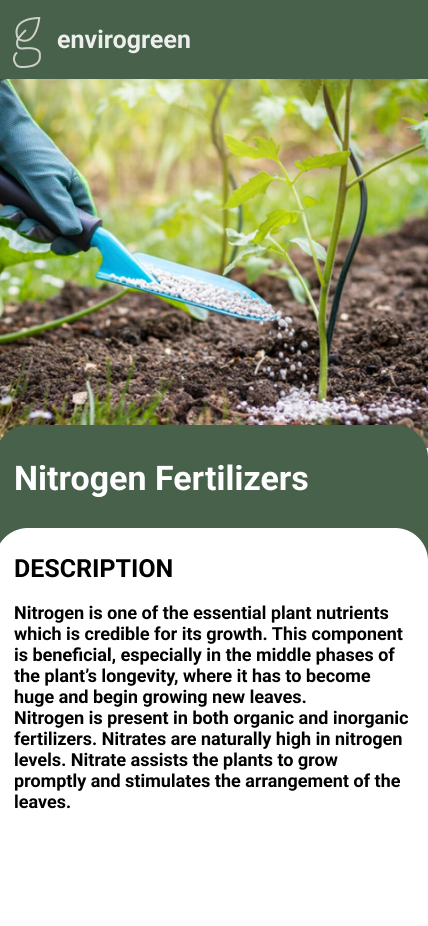 envirogreen
Nitrogen Fertilizers
DESCRIPTION
Nitrogen is one of the essential plant nutrients
which is credible for its growth. This component
is beneficial, especially in the middle phases of
the plant's longevity, where it has to become
huge and begin growing new leaves.
Nitrogen is present in both organic and inorganic
fertilizers. Nitrates are naturally high in nitrogen
levels. Nitrate assists the plants to grow
promptly and stimulates the arrangement of the
leaves.